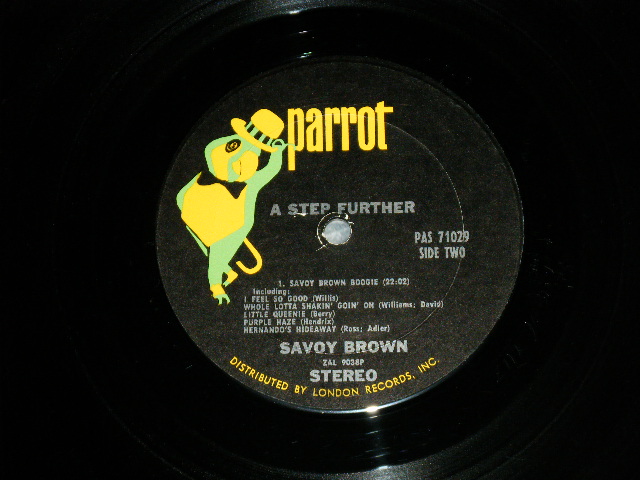 parrot
A STEP FURTHER
PAS 71029
SIDE TWO
1. SAVOY BROWN BOOGIE (22:02)
Including:
I FEEL SO GOOD (Willis)
WHOLE LOTTA SHAKIN' GOIN' ON (Williams; David)
LITTLE QUEENIE (Berry)
PURPLE HAZE (Hendrix)
HERNANDO'S HIDEAWAY (Ross; Adler)
SAVOY BROWN
ZAL 9038P
STEREO
DISTRIBUTED BY LONDON RECORDS, INC.